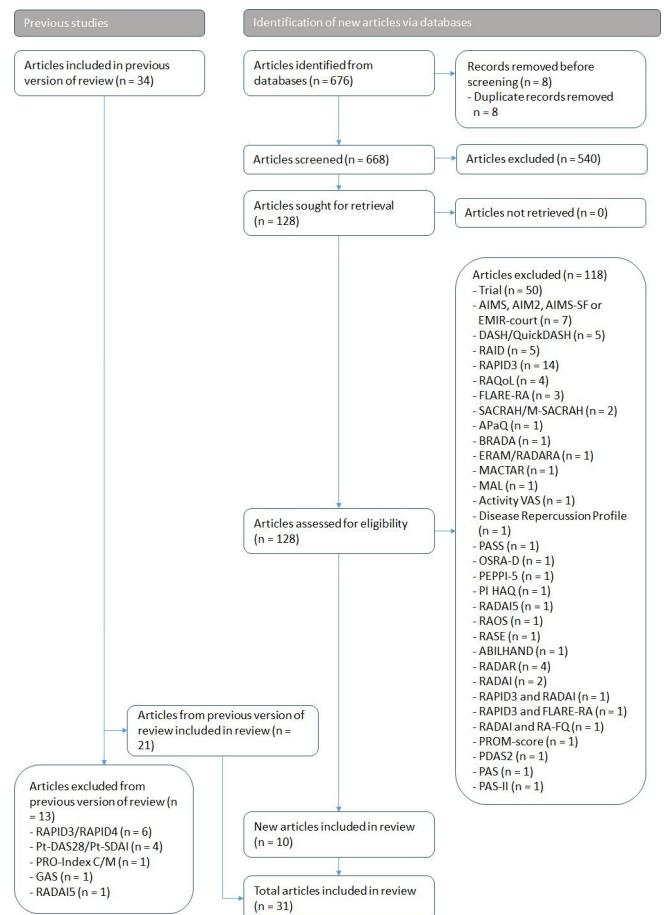 Previous studies
Identification of new articles via databases
Articles included in previous
version of review (n = 34)
Articles identified from
databases (n = 676)
Records removed before
screening (n = 8)
- Duplicate records removed
n = 8
Articles screened (n = 668)
Articles excluded (n = 540)
Articles sought for retrieval
(n = 128)
Articles not retrieved (n = 0)
Articles excluded (n = 118)
- Trial (n = 50)
- AIMS, AIM2, AIMS-SF or
EMIR-court (n = 7)
- DASH/QuickDASH (n = 5)
- RAID (n = 5)
- RAPID3 (n = 14)
- RAQoL (n = 4)
- FLARE-RA (n = 3)
- SACRAH/M-SACRAH (n = 2)
- APaQ (n = 1)
- BRADA (n = 1)
- ERAM/RADARA (n = 1)
- MACTAR (n = 1)
- MAL (n = 1)
- Activity VAS (n = 1)
- Disease Repercussion Profile
(n = 1)
- PASS (n = 1)
- OSRA-D (n = 1)
- PEPPI-5 (n = 1)
- PI HAQ (n = 1)
- RADAI5 (n = 1)
- RAOS (n = 1)
- RASE (n = 1)
- ABILHAND (n = 1)
- RADAR (n = 4)
- RADAI (n = 2)
- RAPID3 and RADAI (n = 1)
- RAPID3 and FLARE-RA (n = 1)
- RADAI and RA-FQ (n = 1)
- PROM-score (n = 1)
- PDAS2 (n = 1)
- PAS (n = 1)
- PAS-II (n = 1)
Articles assessed for eligibility
(n = 128)
Articles from previous version of
review included in review (n =
21)
Articles excluded from
previous version of review (n
= 13)
- RAPID3/RAPID4 (n = 6)
- Pt-DAS28/Pt-SDAI (n = 4)
- PRO-Index C/M (n = 1)
- GAS (n = 1)
- RADAI5 (n = 1)
New articles included in review
(n = 10)
Total articles included in review
(n = 31)